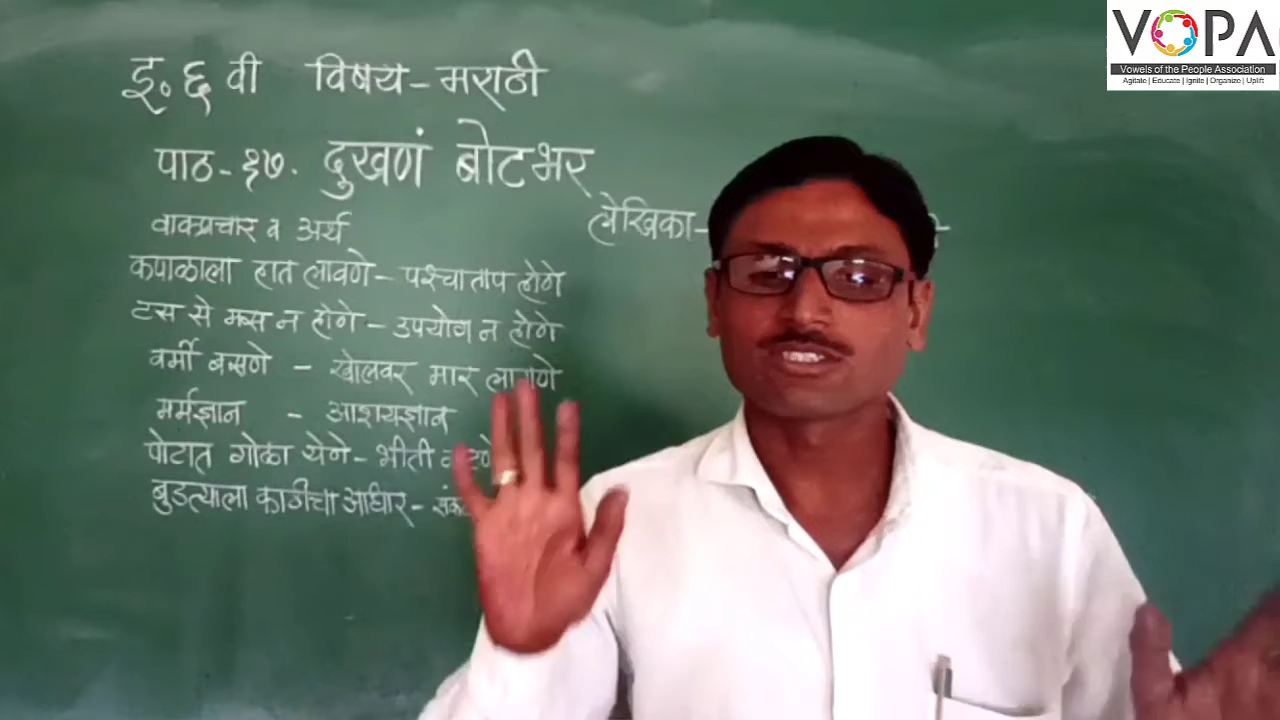 VOPA
Vowels of the People Association
Agitate | Educate | Ignite | Organize | Uplift
इ. ६ वी विषय - मराठी
पाठ - १७. दुखणं बोटभर
लेखिका -
वाक्प्रचार व अर्थ
कपाळाला हात लावणे - पश्चाताप होणे
टस से मस न होणे - उपयोग न होणे
वर्मी बसणे - खोलवर मार लागणे
मर्मज्ञान - आशयज्ञान
पोटात गोळा येणे - भीती
बुडत्याला काठीचा आधार -